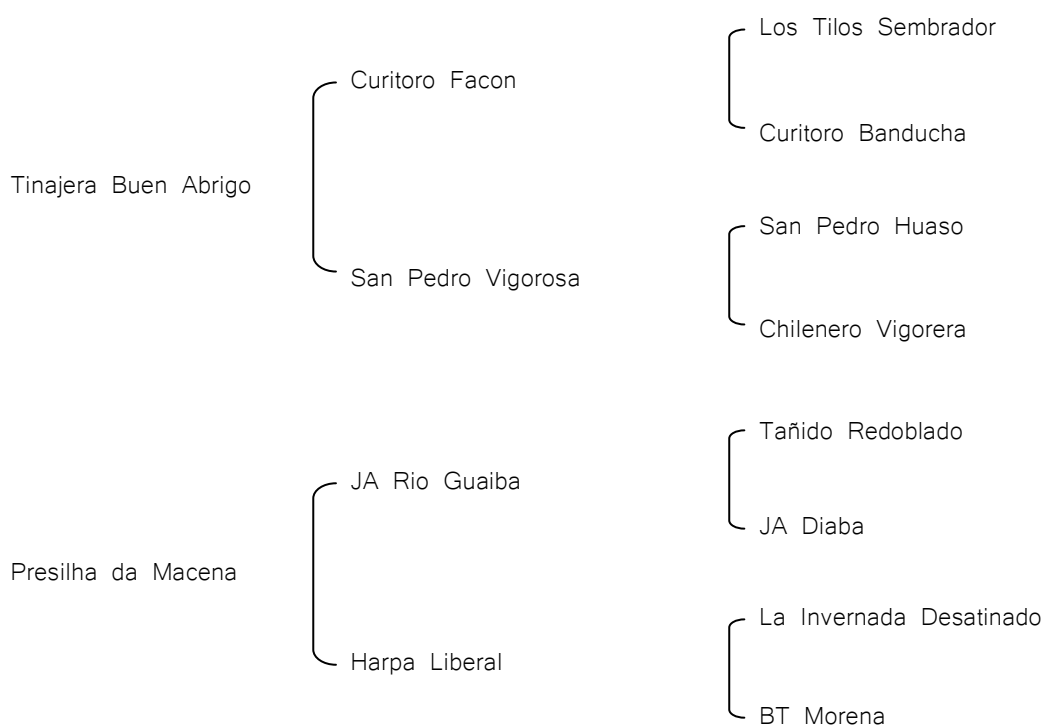 Los Tilos Sembrador
Curitoro Facon
Curitoro Banducha
Tinajera Buen Abrigo
San Pedro Huaso
San Pedro Vigorosa
Chilenero Vigorera
Tañido Redoblado
JA Rio Guaiba
JA Diaba
Presilha da Macena
La Invernada Desatinado
Harpa Liberal
BT Morena